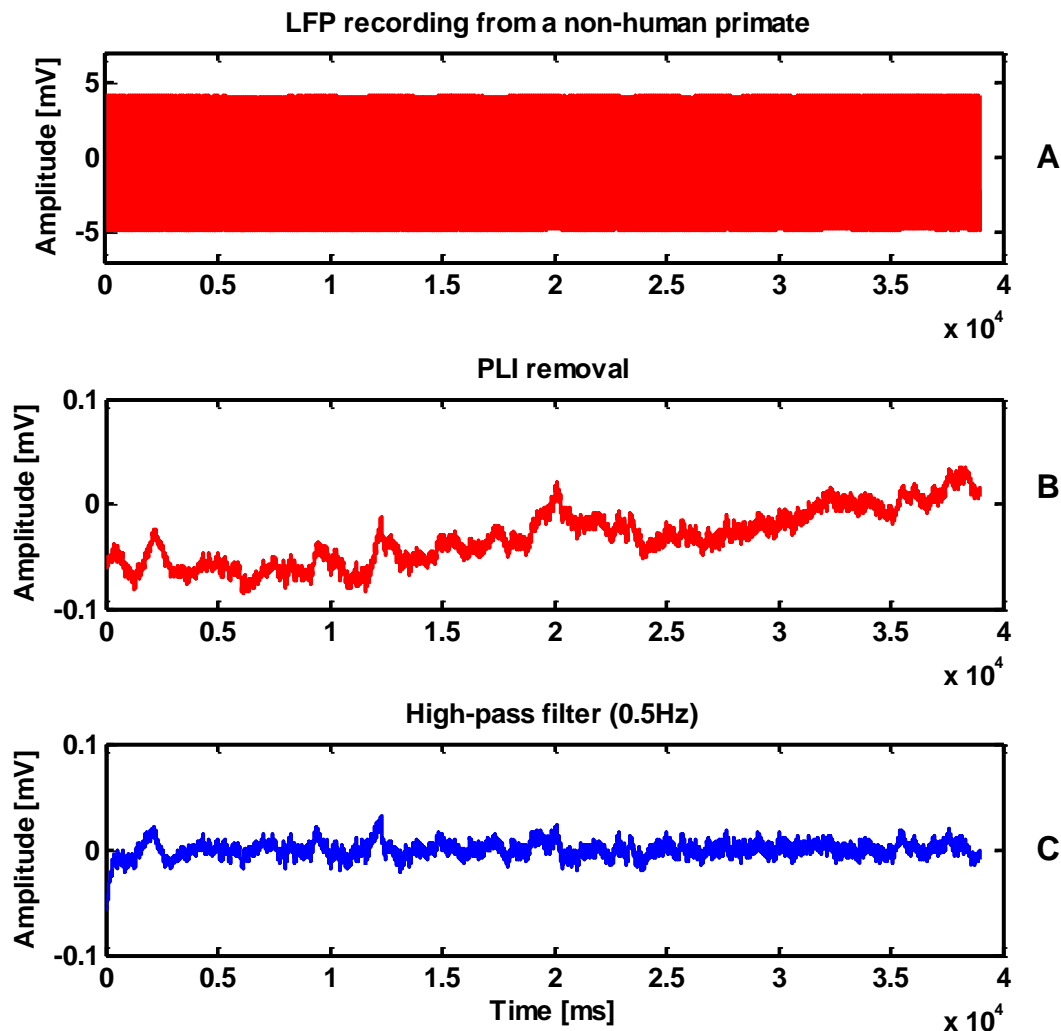 LFP recording from a non-human primate
Amplitude [mV]
5
0
-5
A
0 0.5 1 1.5 2 2.5 3 3.5 4
x 10^4
PLI removal
Amplitude [mV]
0.1
0
-0.1
B
0 0.5 1 1.5 2 2.5 3 3.5 4
x 10^4
High-pass filter (0.5Hz)
Amplitude [mV]
0.1
0
-0.1
C
0 0.5 1 1.5 2 2.5 3 3.5 4
Time [ms]
x 10^4